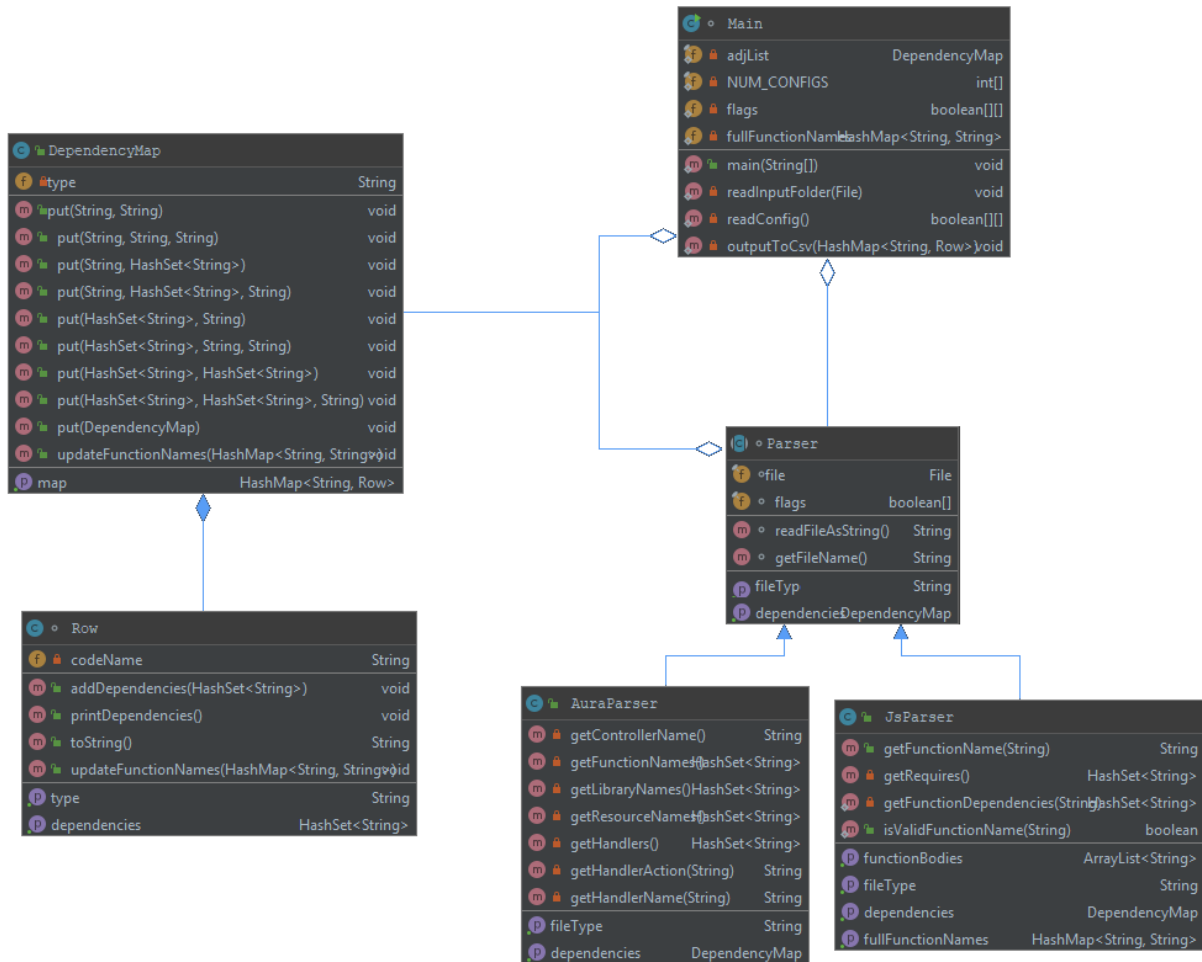 Main
adjList DependencyMap
NUM_CONFIGS int[]
flags boolean[][]
fullFunctionNames HashMap<String, String>
main(String[]) void
readInputFolder(File) void
readConfig() boolean[][]
outputToCsv(HashMap<String, Row>) void
DependencyMap
type String
put(String, String) void
put(String, String, String) void
put(String, HashSet<String>) void
put(String, HashSet<String>, String) void
put(HashSet<String>, String) void
put(HashSet<String>, String, String) void
put(HashSet<String>, HashSet<String>) void
put(HashSet<String>, HashSet<String>, String) void
put(DependencyMap) void
updateFunctionNames(HashMap<String, String>) void
map HashMap<String, Row>
Parser
file File
flags boolean[]
readFileAsString() String
getFileName() String
fileTyp String
dependencies DependencyMap
Row
codeName String
addDependencies(HashSet<String>) void
printDependencies() void
toString() String
updateFunctionNames(HashMap<String, String>) void
type String
dependencies HashSet<String>
AuraParser
getControllerName() String
getFunctionNames() HashSet<String>
getLibraryNames() HashSet<String>
getResourceNames() HashSet<String>
getHandlers() HashSet<String>
getHandlerAction(String) String
getHandlerName(String) String
fileType String
dependencies DependencyMap
JsParser
getFunctionName(String) String
getRequires() HashSet<String>
getFunctionDependencies(String) HashSet<String>
isValidFunctionName(String) boolean
functionBodies ArrayList<String>
fileType String
dependencies DependencyMap
fullFunctionNames HashMap<String, String>